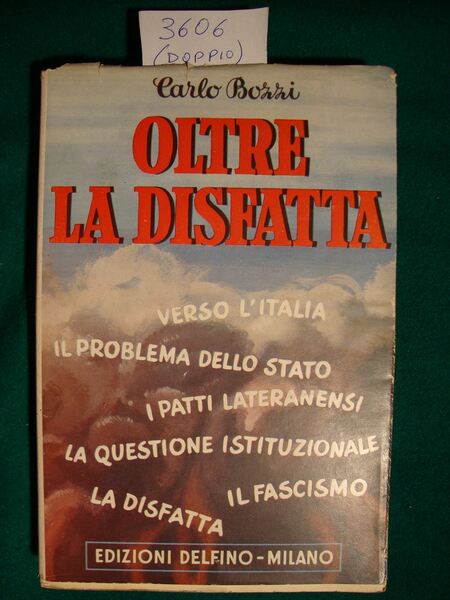 3606
(DOPPIO)
Carlo Bozzi
OLTRE
LA DISFATTA
VERSO L'ITALIA
IL PROBLEMA DELLO STATO
I PATTI LATERANENSI
LA QUESTIONE ISTITUZIONALE
LA DISFATTA
IL FASCISMO
EDIZIONI DELFINO-MILANO